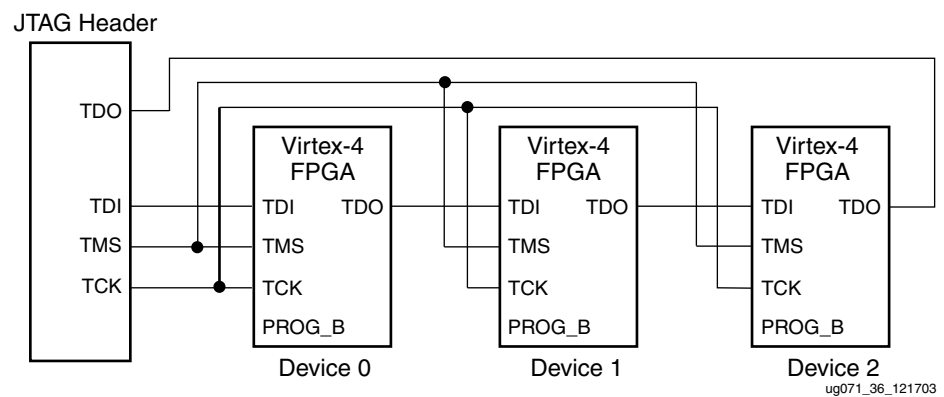 JTAG Header
TDO
TDI
TMS
TCK
Virtex-4
FPGA
TDI TDO
TMS
TCK
PROG_B
Device 0
Virtex-4
FPGA
TDI TDO
TMS
TCK
PROG_B
Device 1
Virtex-4
FPGA
TDI TDO
TMS
TCK
PROG_B
Device 2
ug071_36_121703